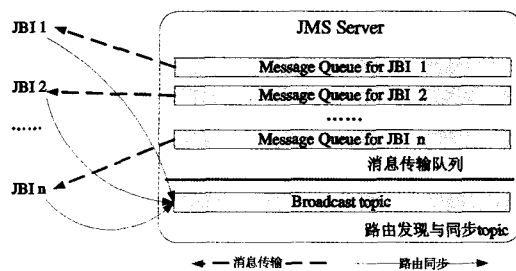 JMS Server
JBI 1
Message Queue for JBI 1
JBI 2
Message Queue for JBI 2
......
......
Message Queue for JBI n
消息传输队列
JBI n
Broadcast topic
路由发现与同步topic
消息传输
路由同步